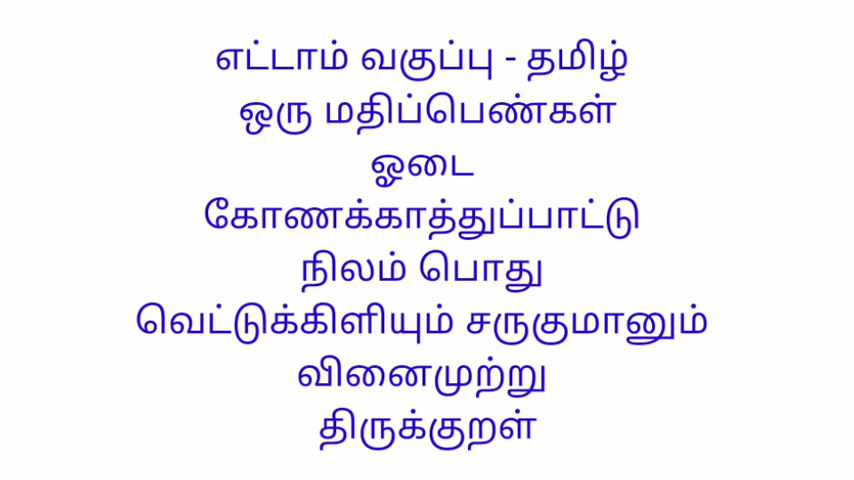 எட்டாம் வகுப்பு - தமிழ்
ஒரு மதிப்பெண்கள்
ஓடை
கோணக்காத்துப்பாட்டு
நிலம் பொது
வெட்டுக்கிளியும் சருகுமானும்
வினைமுற்று
திருக்குறள்